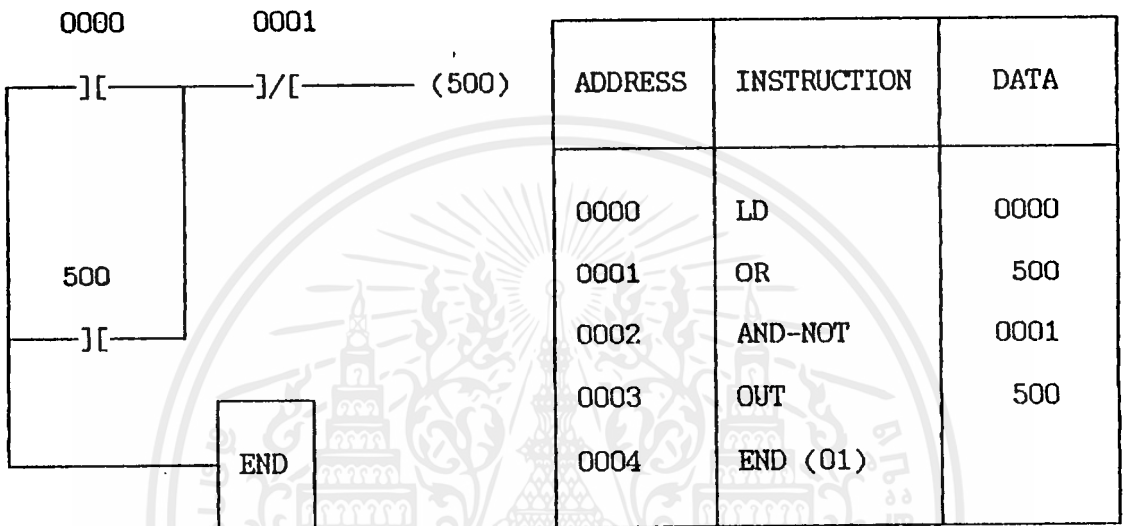 0000 0001
—][— —]/[— (500)
500
—][—
END
ADDRESS INSTRUCTION DATA
0000 LD 0000
0001 OR 500
0002 AND-NOT 0001
0003 OUT 500
0004 END (01)